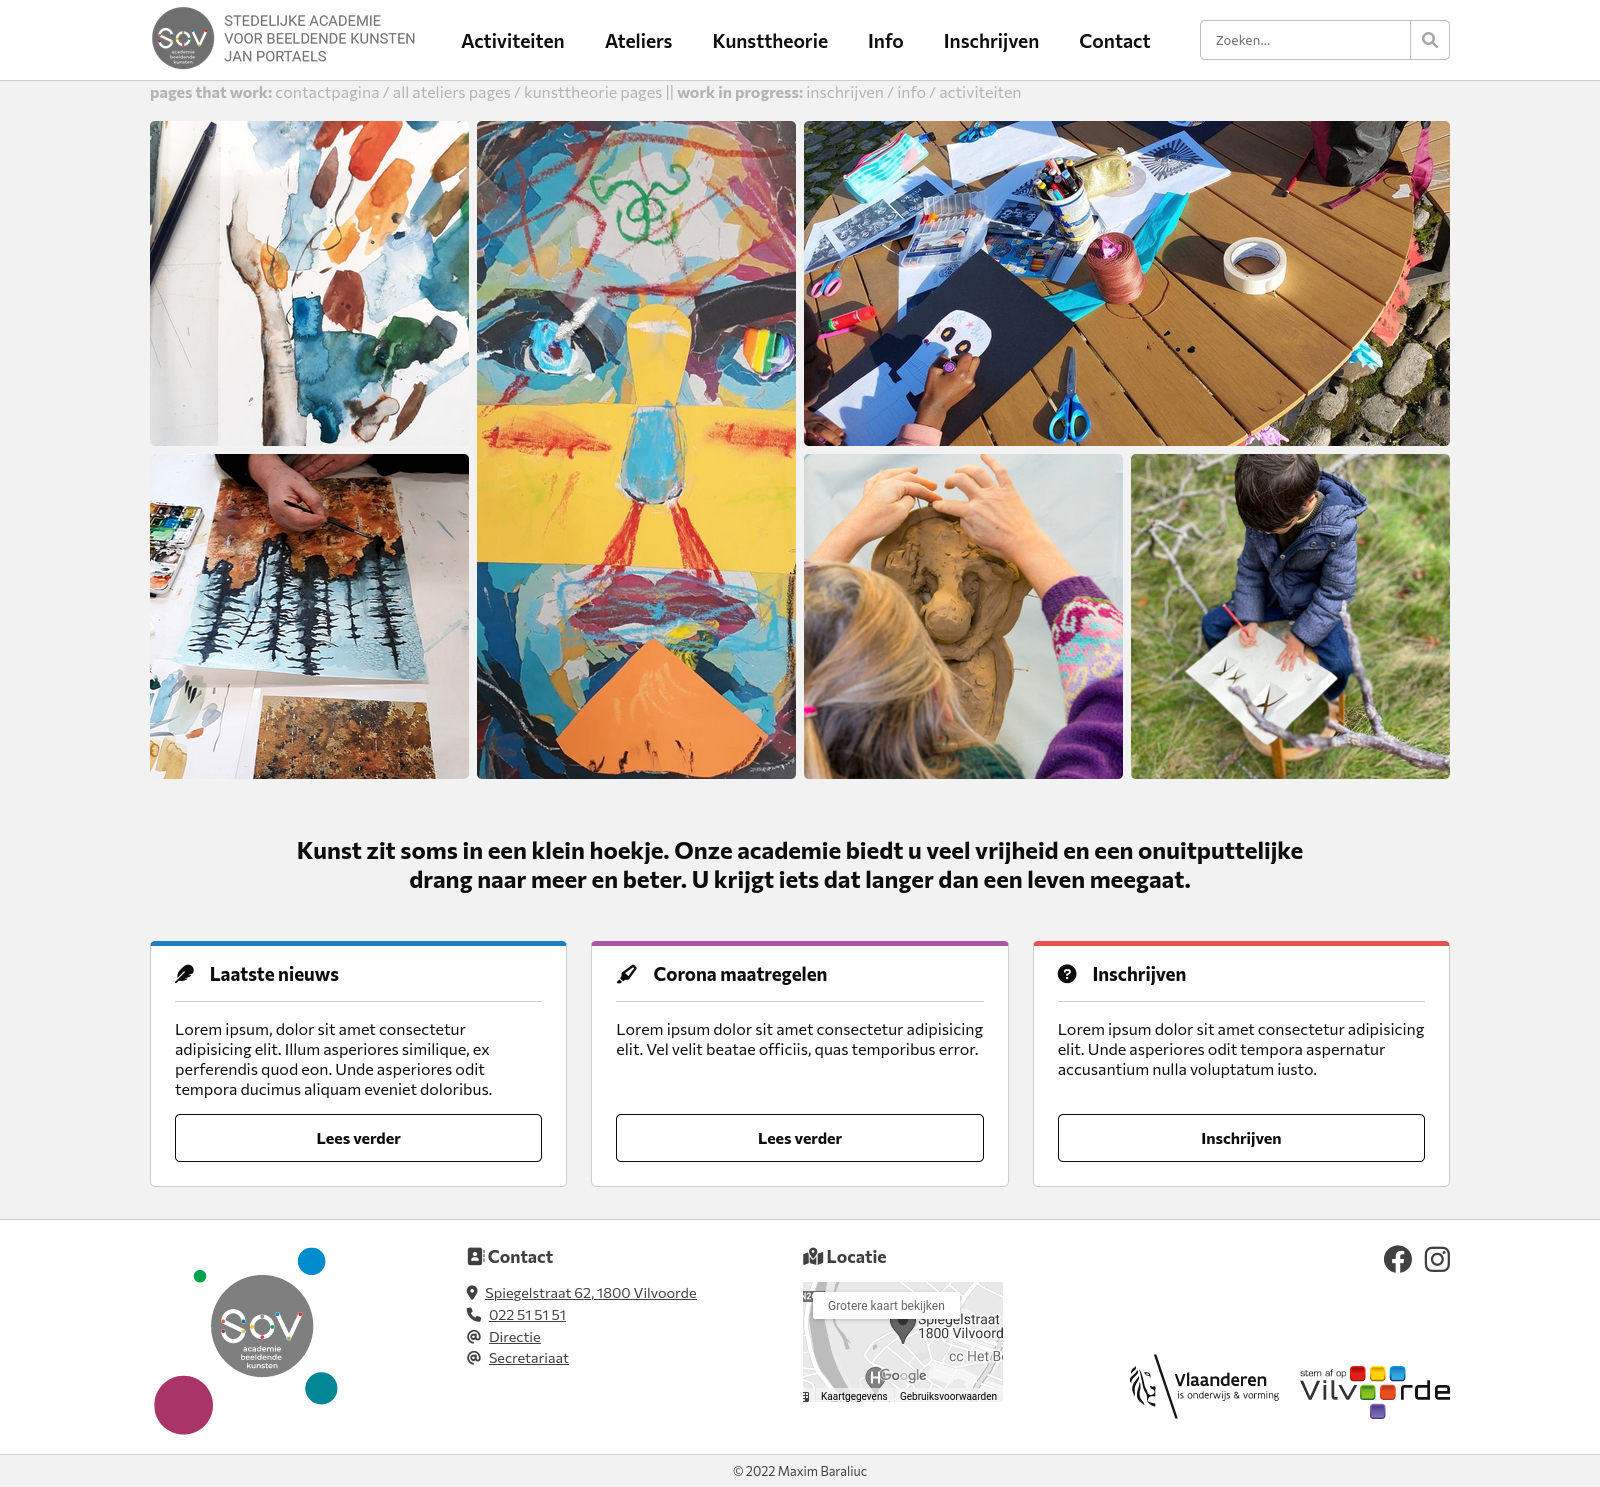 Sov
academie
beeldende
kunsten
STEDELIJKE ACADEMIE
VOOR BEELDENDE KUNSTEN
JAN PORTAELS
Activiteiten
Ateliers
Kunsttheorie
Info
Inschrijven
Contact
Zoeken...
pages that work: contactpagina / all ateliers pages / kunsttheorie pages || work in progress: inschrijven / info / activiteiten
Kunst zit soms in een klein hoekje. Onze academie biedt u veel vrijheid en een onuitputtelijke
drang naar meer en beter. U krijgt iets dat langer dan een leven meegaat.
Laatste nieuws
Lorem ipsum, dolor sit amet consectetur
adipisicing elit. Illum asperiores similique, ex
perferendis quod eon. Unde asperiores odit
tempora ducimus aliquam eveniet doloribus.
Lees verder
Corona maatregelen
Lorem ipsum dolor sit amet consectetur adipisicing
elit. Vel velit beatae officiis, quas temporibus error.
Lees verder
Inschrijven
Lorem ipsum dolor sit amet consectetur adipisicing
elit. Unde asperiores odit tempora aspernatur
accusantium nulla voluptatum iusto.
Inschrijven
Sov
academie
beeldende
kunsten
Contact
Spiegelstraat 62, 1800 Vilvoorde
022 51 51 51
Directie
Secretariaat
Locatie
Grotere kaart bekijken
Spiegelstraat
1800 Vilvoord
cc Het Be
H
Google
Kaartgegevens
Gebruiksvoorwaarden
Vlaanderen
is onderwijs & vorming
stem af op
Vilvoorde
© 2022 Maxim Baraliuc